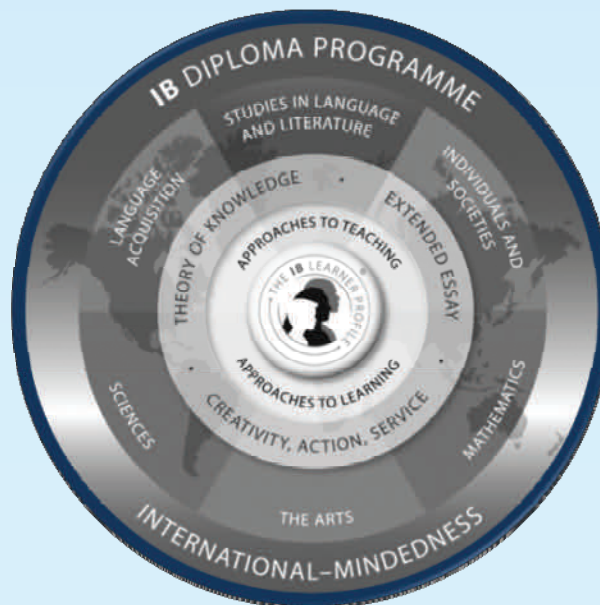 IB DIPLOMA PROGRAMME
STUDIES IN LANGUAGE
AND LITERATURE
LANGUAGE
ACQUISITION
INDIVIDUALS AND
SOCIETIES
THEORY OF KNOWLEDGE
EXTENDED ESSAY
APPROACHES TO TEACHING
THE IB LEARNER PROFILE
APPROACHES TO LEARNING
CREATIVITY, ACTION, SERVICE
SCIENCES
MATHEMATICS
THE ARTS
INTERNATIONAL–MINDEDNESS